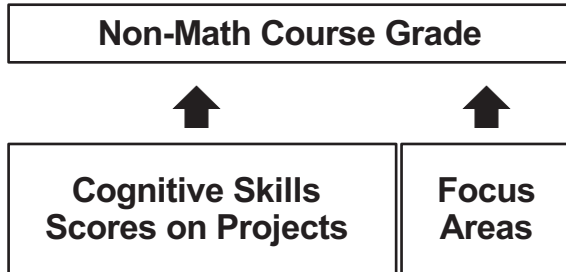 Non-Math Course Grade
Cognitive Skills
Scores on Projects
Focus
Areas